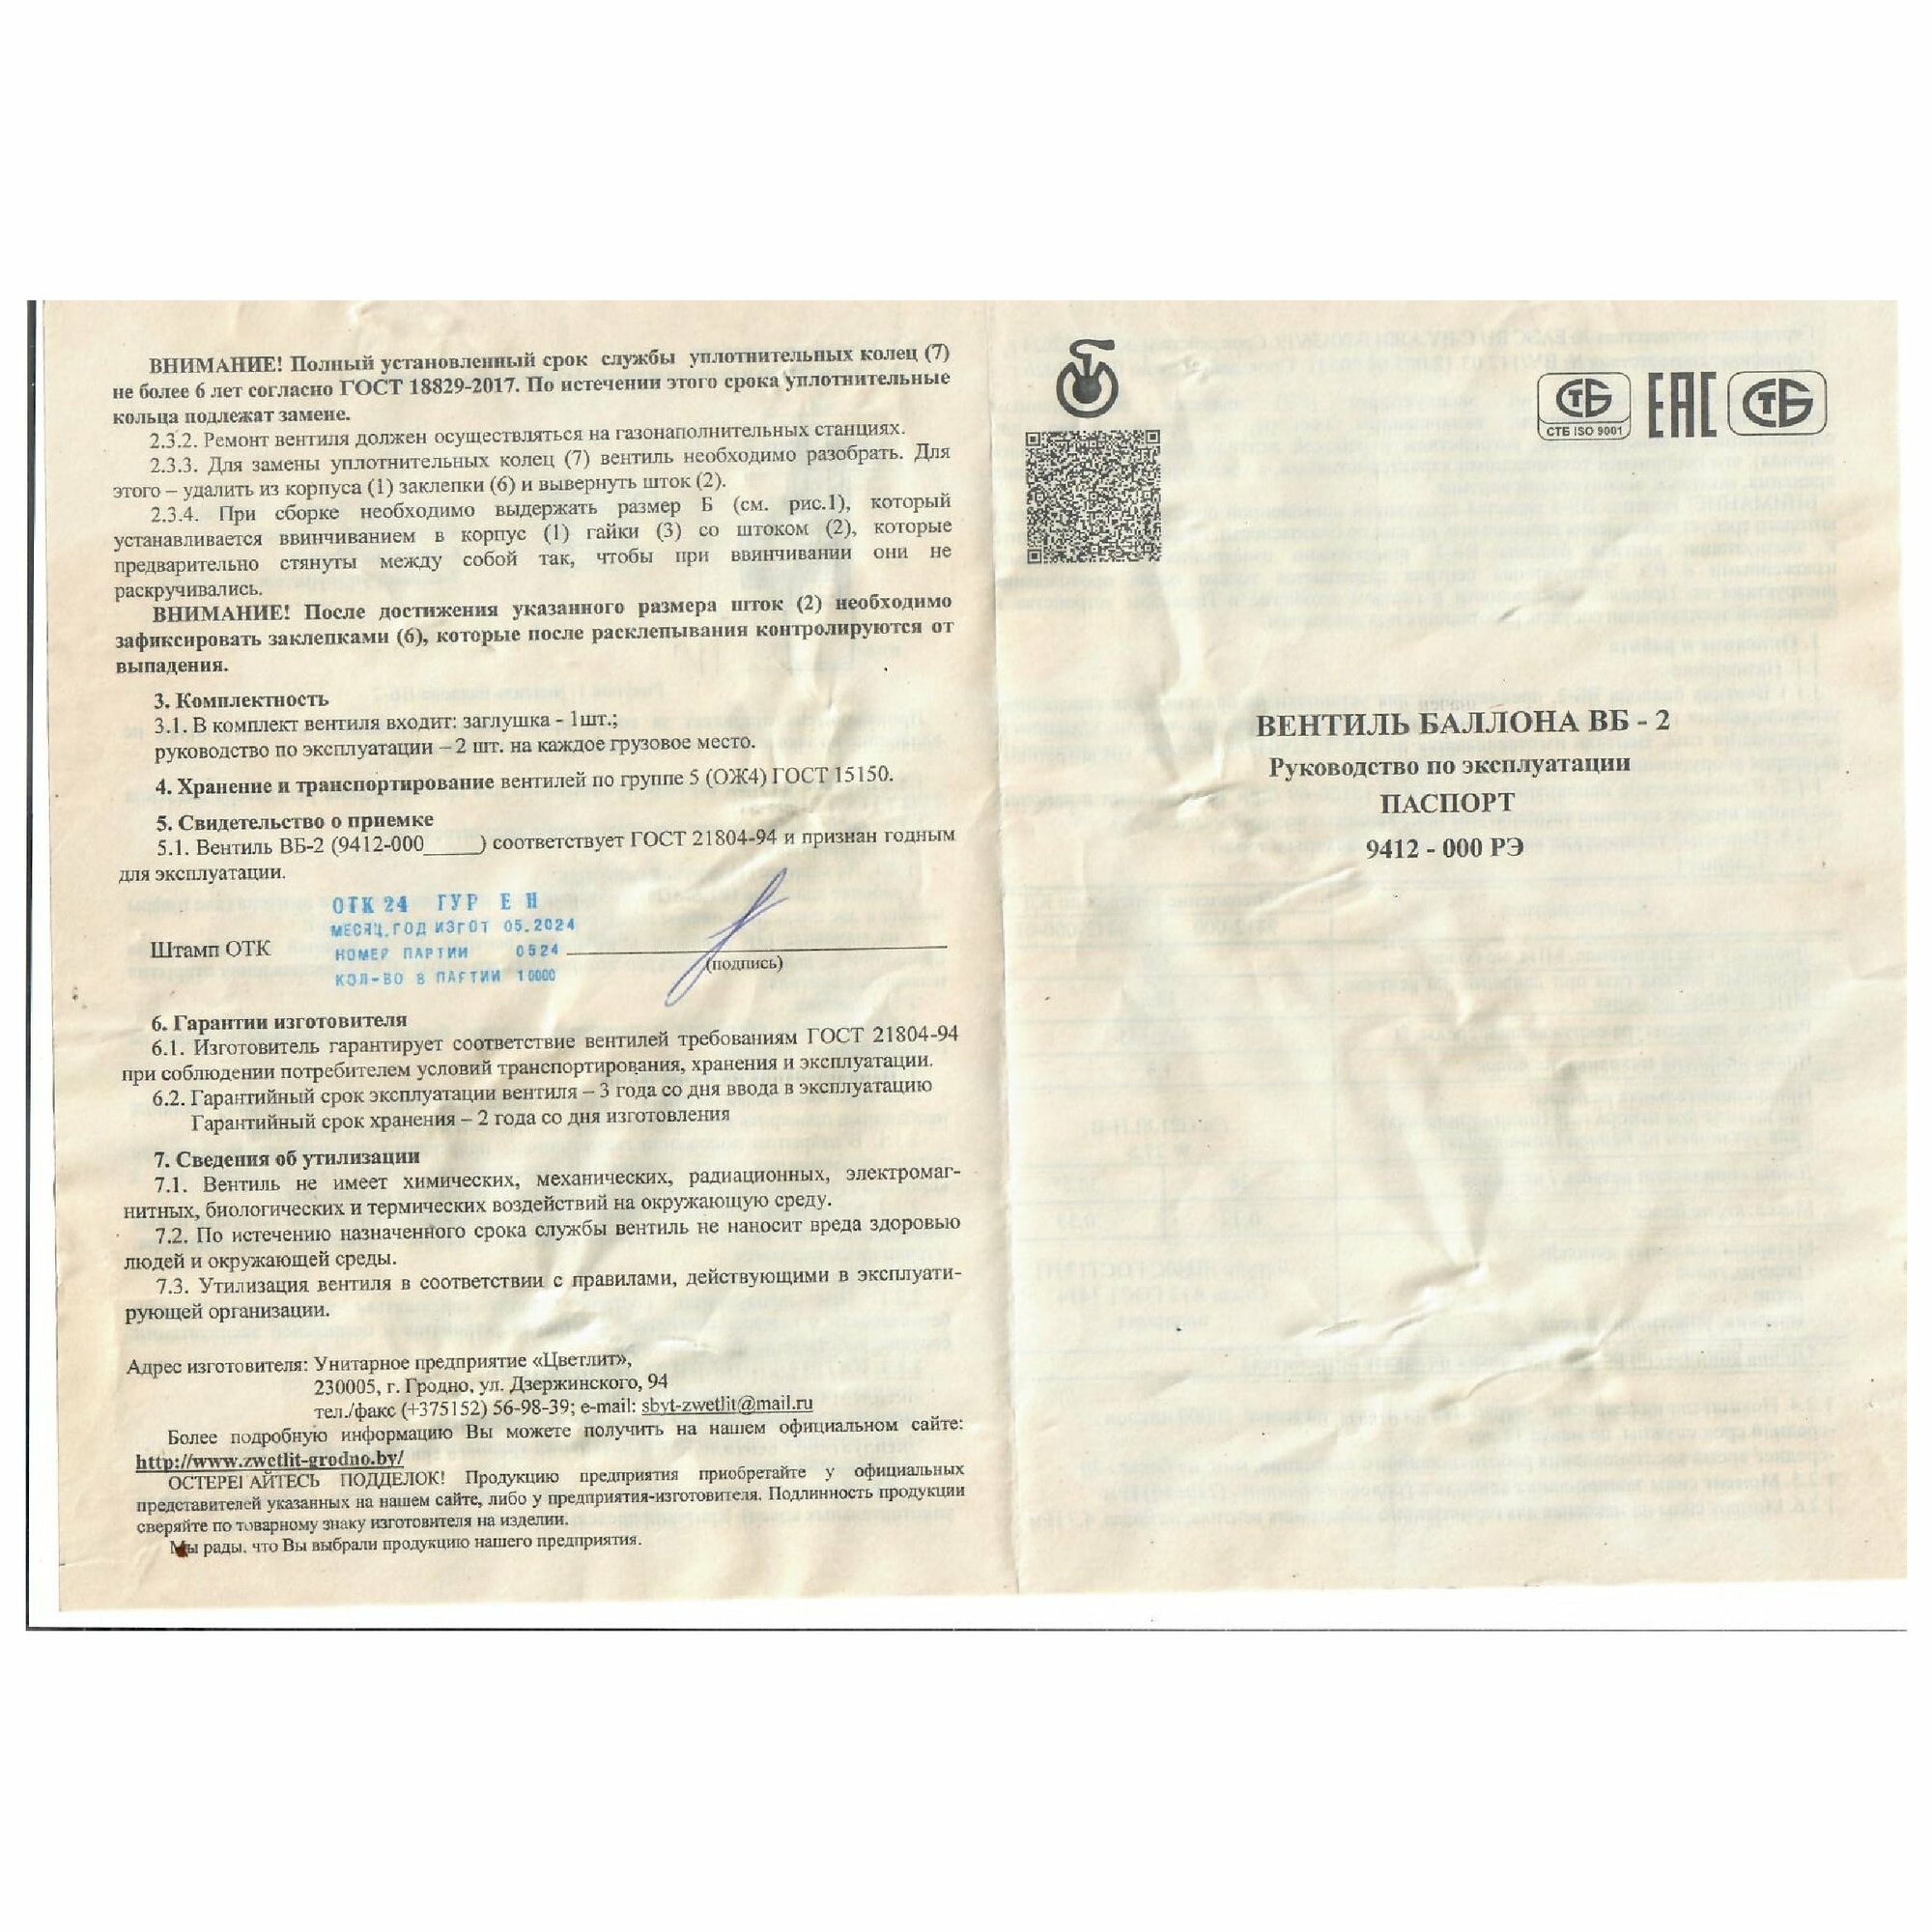 ВНИМАНИЕ! Полный установленный срок службы уплотнительных колец (7)
не более 6 лет согласно ГОСТ 18829-2017. По истечении этого срока уплотнительные
кольца подлежат замене.
2.3.2. Ремонт вентиля должен осуществляться на газонаполнительных станциях.
2.3.3. Для замены уплотнительных колец (7) вентиль необходимо разобрать. Для
этого – удалить из корпуса (1) заклепки (6) и вывернуть шток (2).
2.3.4. При сборке необходимо выдержать размер Б (см. рис.1), который
устанавливается ввинчиванием в корпус (1) гайки (3) со штоком (2), которые
предварительно стянуты между собой так, чтобы при ввинчивании они не
раскручивались.
ВНИМАНИЕ! После достижения указанного размера шток (2) необходимо
зафиксировать заклепками (6), которые после расклепывания контролируются от
выпадения.
3. Комплектность
3.1. В комплект вентиля входит: заглушка - 1шт.;
руководство по эксплуатации – 2 шт. на каждое грузовое место.
4. Хранение и транспортирование вентилей по группе 5 (ОЖ4) ГОСТ 15150.
5. Свидетельство о приемке
5.1. Вентиль ВБ-2 (9412-000_____) соответствует ГОСТ 21804-94 и признан годным
для эксплуатации.
ОТК 24 ГУР Е Н
МЕСЯЦ,ГОД ИЗГОТ 05.2024
Штамп ОТК НОМЕР ПАРТИИ 0524
(подпись)
КОЛ-ВО В ПАРТИИ 10000
6. Гарантии изготовителя
6.1. Изготовитель гарантирует соответствие вентилей требованиям ГОСТ 21804-94
при соблюдении потребителем условий транспортирования, хранения и эксплуатации.
6.2. Гарантийный срок эксплуатации вентиля – 3 года со дня ввода в эксплуатацию
Гарантийный срок хранения – 2 года со дня изготовления
7. Сведения об утилизации
7.1. Вентиль не имеет химических, механических, радиационных, электромаг-
нитных, биологических и термических воздействий на окружающую среду.
7.2. По истечению назначенного срока службы вентиль не наносит вреда здоровью
людей и окружающей среды.
7.3. Утилизация вентиля в соответствии с правилами, действующими в эксплуати-
рующей организации.
Адрес изготовителя: Унитарное предприятие «Цветлит»,
230005, г. Гродно, ул. Дзержинского, 94
тел./факс (+375152) 56-98-39; e-mail: sbyt-zwetlit@mail.ru
Более подробную информацию Вы можете получить на нашем официальном сайте:
http://www.zwetlit-grodno.by/
ОСТЕРЕГАЙТЕСЬ ПОДДЕЛОК! Продукцию предприятия приобретайте у официальных
представителей указанных на нашем сайте, либо у предприятия-изготовителя. Подлинность продукции
сверяйте по товарному знаку изготовителя на изделии.
Мы рады, что Вы выбрали продукцию нашего предприятия.
СТБ
СТБ ISO 9001
ЕАС
СТБ
ВЕНТИЛЬ БАЛЛОНА ВБ - 2
Руководство по эксплуатации
ПАСПОРТ
9412 - 000 РЭ